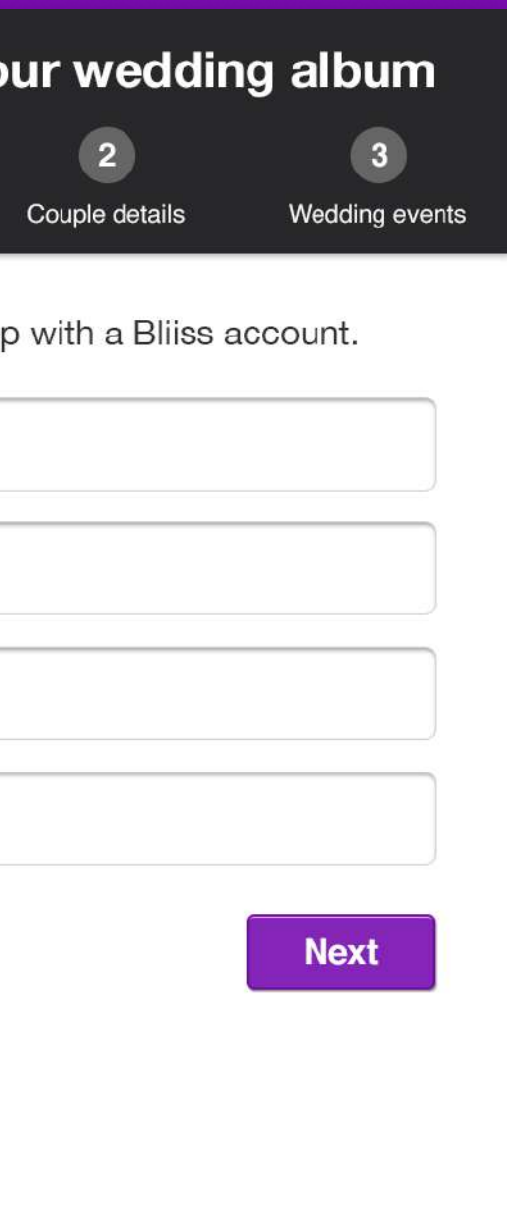 our wedding album
2 3
Couple details Wedding events
p with a Bliiss account.
Next